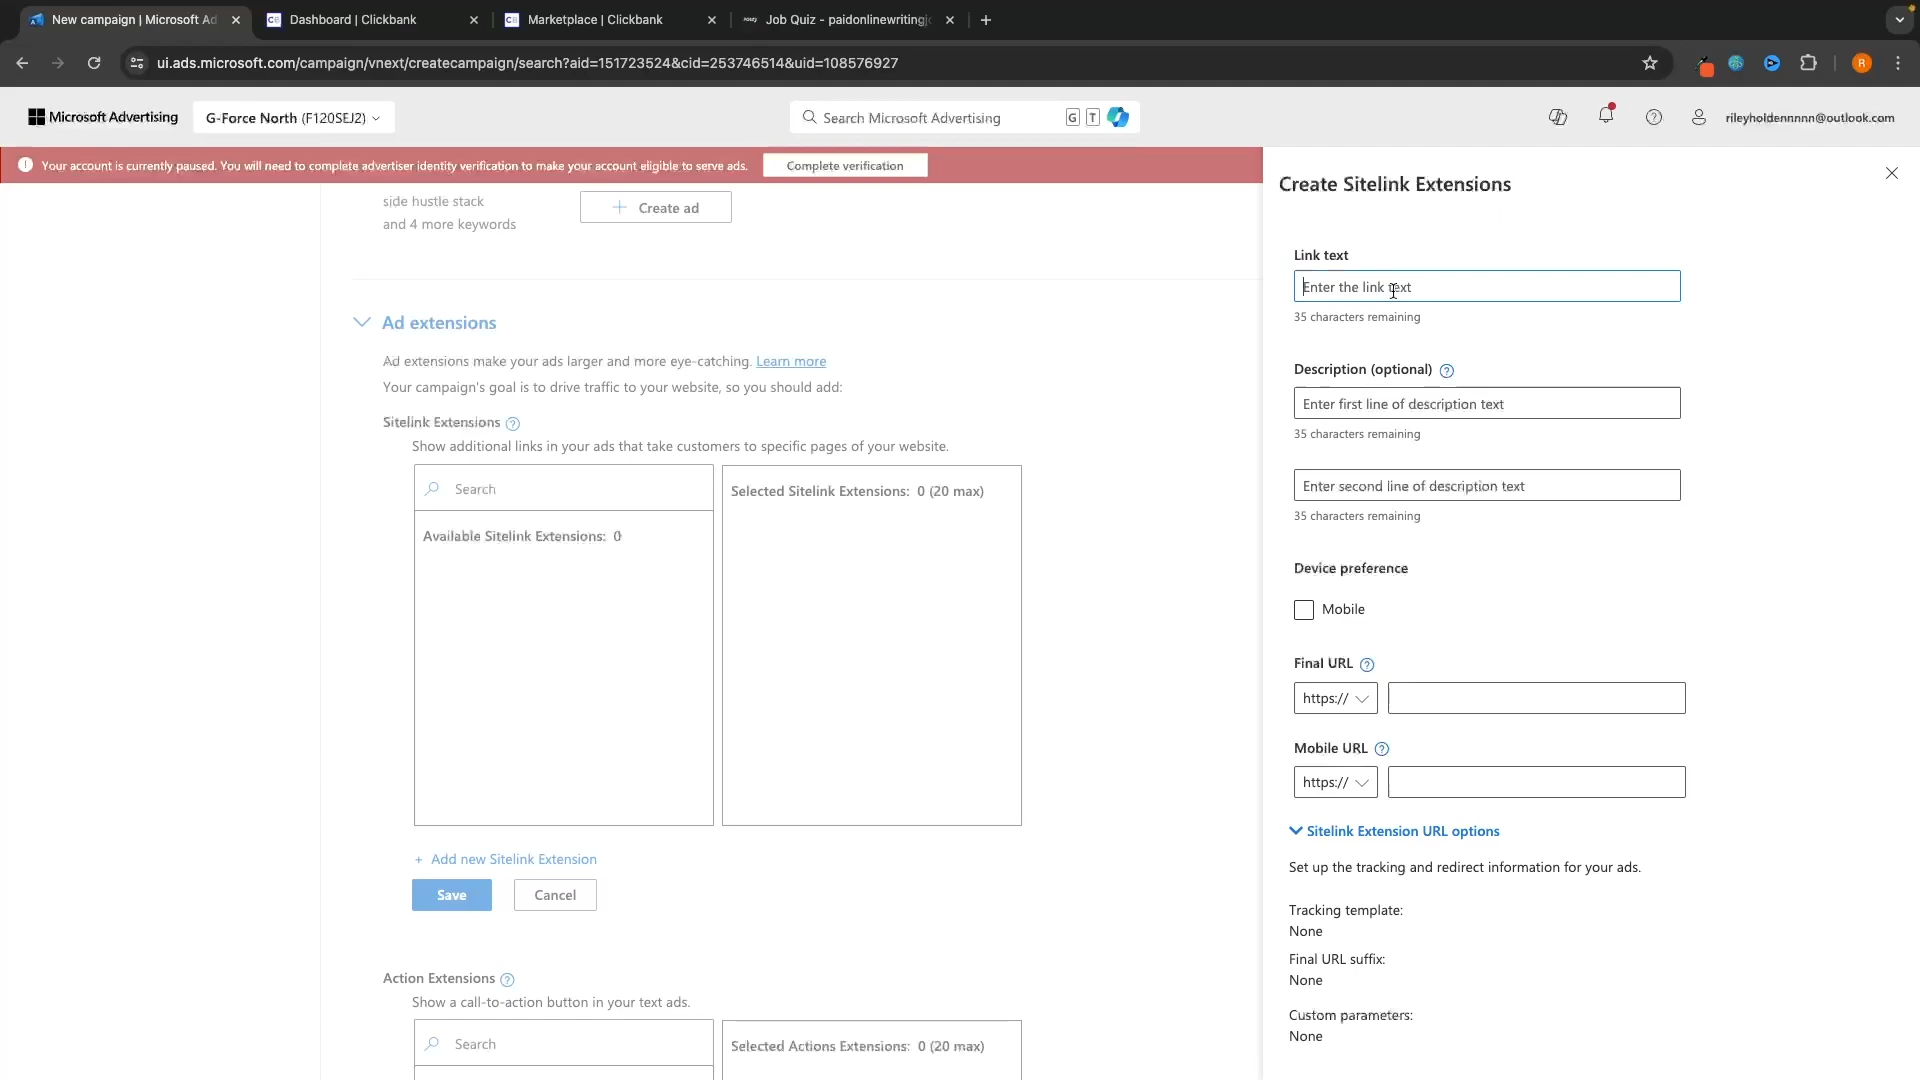 New campaign | Microsoft Ad
Dashboard | Clickbank
Marketplace | Clickbank
Job Quiz - paidonlinewritingj
ui.ads.microsoft.com/campaign/vnext/createcampaign/search?aid=151723524&cid=253746514&uid=108576927
R
Microsoft Advertising
G-Force North (F120SEJ2)
Search Microsoft Advertising
G T
rileyholdennnnn@outlook.com
Your account is currently paused. You will need to complete advertiser identity verification to make your account eligible to serve ads.
Complete verification
side hustle stack
and 4 more keywords
+ Create ad
Ad extensions
Ad extensions make your ads larger and more eye-catching. Learn more
Your campaign's goal is to drive traffic to your website, so you should add:
Sitelink Extensions ?
Show additional links in your ads that take customers to specific pages of your website.
Search
Available Sitelink Extensions: 0
Selected Sitelink Extensions: 0 (20 max)
+ Add new Sitelink Extension
Save
Cancel
Action Extensions ?
Show a call-to-action button in your text ads.
Search
Selected Actions Extensions: 0 (20 max)
Create Sitelink Extensions
Link text
Enter the link text
35 characters remaining
Description (optional) ?
Enter first line of description text
35 characters remaining
Enter second line of description text
35 characters remaining
Device preference
Mobile
Final URL ?
https://
Mobile URL ?
https://
Sitelink Extension URL options
Set up the tracking and redirect information for your ads.
Tracking template:
None
Final URL suffix:
None
Custom parameters:
None